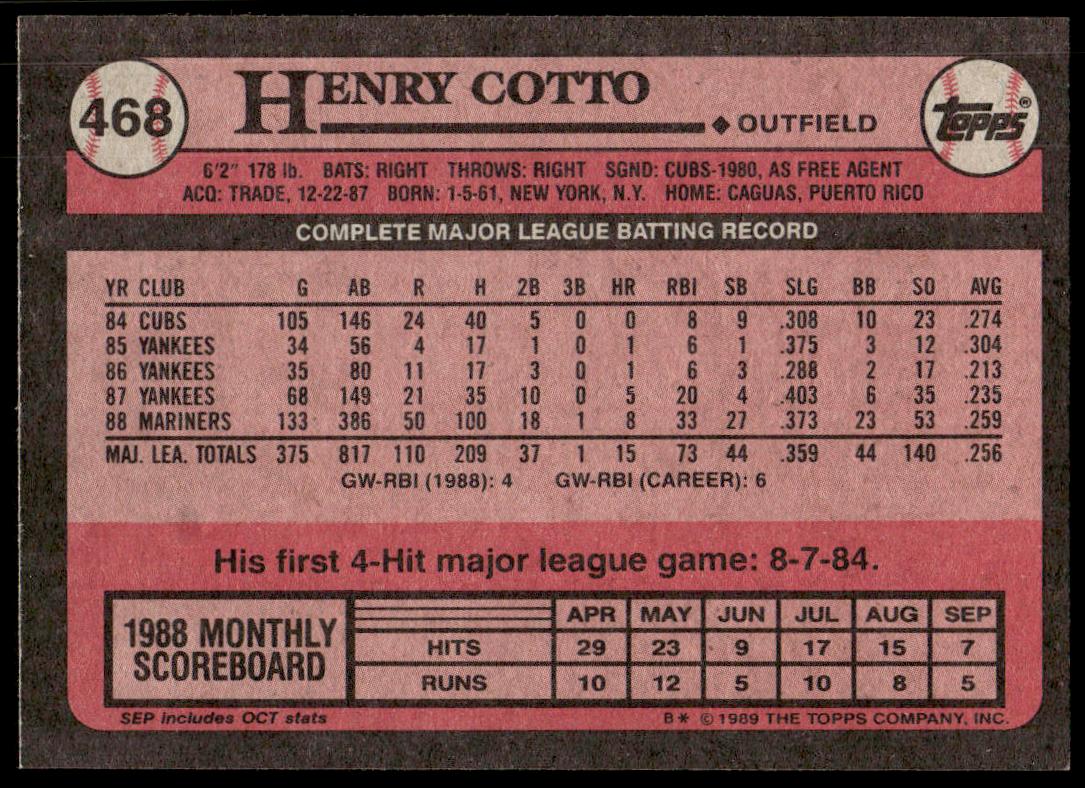 468
HENRY COTTO
OUTFIELD
TOPPS®
6'2" 178 lb. BATS: RIGHT THROWS: RIGHT SGND: CUBS-1980, AS FREE AGENT
ACQ: TRADE, 12-22-87 BORN: 1-5-61, NEW YORK, N.Y. HOME: CAGUAS, PUERTO RICO
COMPLETE MAJOR LEAGUE BATTING RECORD
YR CLUB G AB R H 2B 3B HR RBI SB SLG BB SO AVG
84 CUBS 105 146 24 40 5 0 0 8 9 .308 10 23 .274
85 YANKEES 34 56 4 17 1 0 1 6 1 .375 3 12 .304
86 YANKEES 35 80 11 17 3 0 1 6 3 .288 2 17 .213
87 YANKEES 68 149 21 35 10 0 5 20 4 .403 6 35 .235
88 MARINERS 133 386 50 100 18 1 8 33 27 .373 23 53 .259
MAJ. LEA. TOTALS 375 817 110 209 37 1 15 73 44 .359 44 140 .256
GW-RBI (1988): 4 GW-RBI (CAREER): 6
His first 4-Hit major league game: 8-7-84.
1988 MONTHLY
SCOREBOARD
APR MAY JUN JUL AUG SEP
HITS 29 23 9 17 15 7
RUNS 10 12 5 10 8 5
SEP includes OCT stats
B* © 1989 THE TOPPS COMPANY, INC.